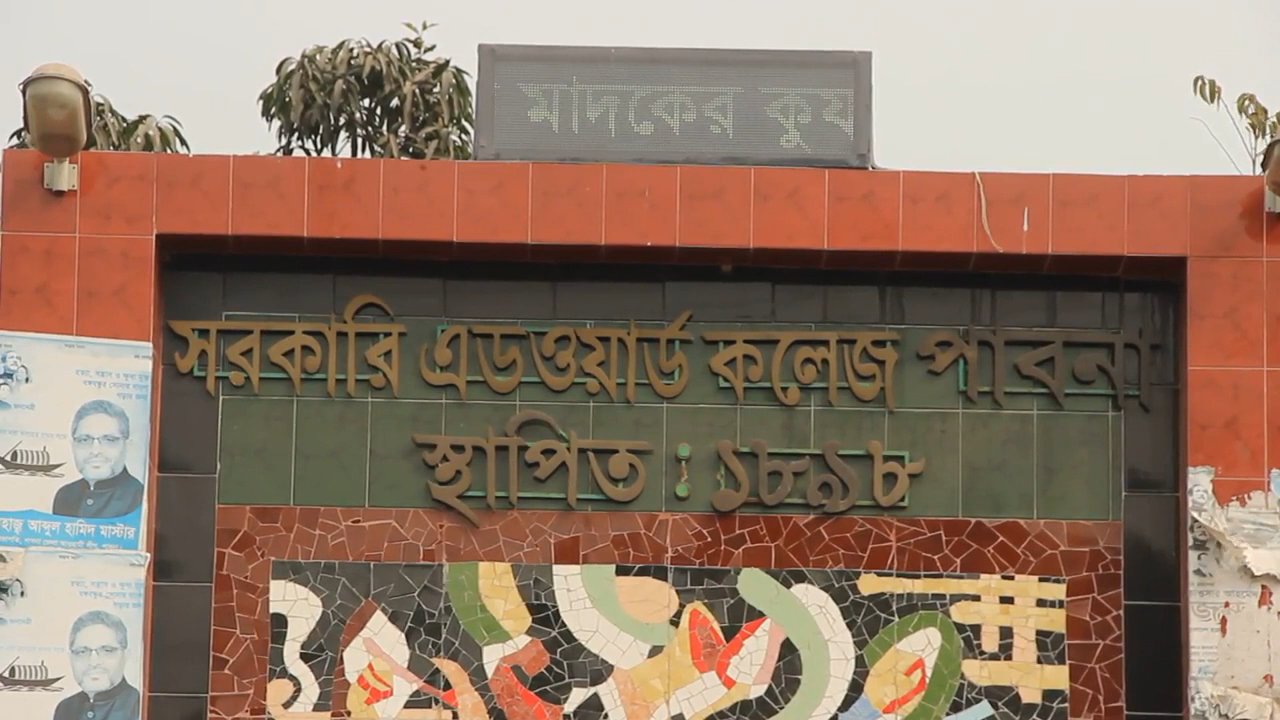 মাদকের কুয
সরকারি এডওয়ার্ড কলেজ পাবনা
স্থাপিত : ১৮৯৮
আব্দুল হামিদ মাস্টার